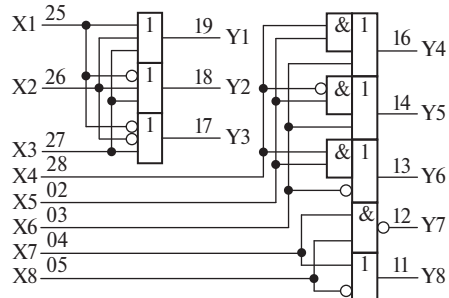 X1 25 1 19 Y1
& 1 16 Y4
X2 26 1 18 Y2
& 1 14 Y5
X3 27 1 17 Y3
X4 28 & 1 13 Y6
X5 02
X6 03 & 12 Y7
X7 04
X8 05 1 11 Y8